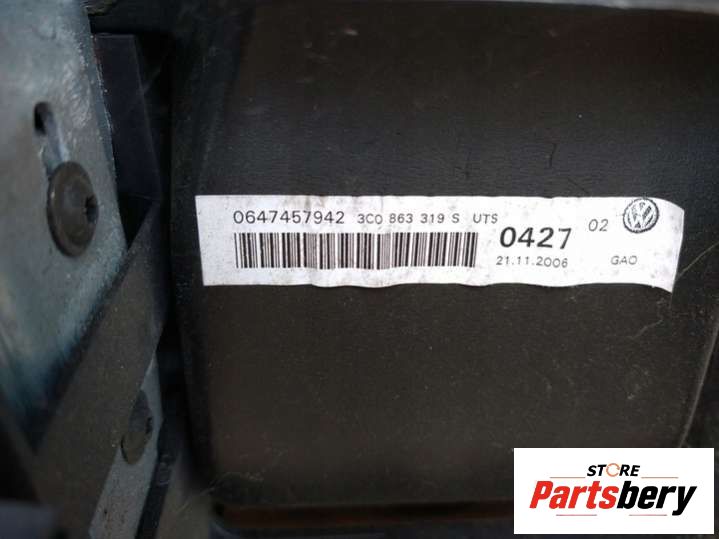 0647457942 3C0 863 319 S UTS
0427 02
21.11.2006 GAO
STORE
Partsbery